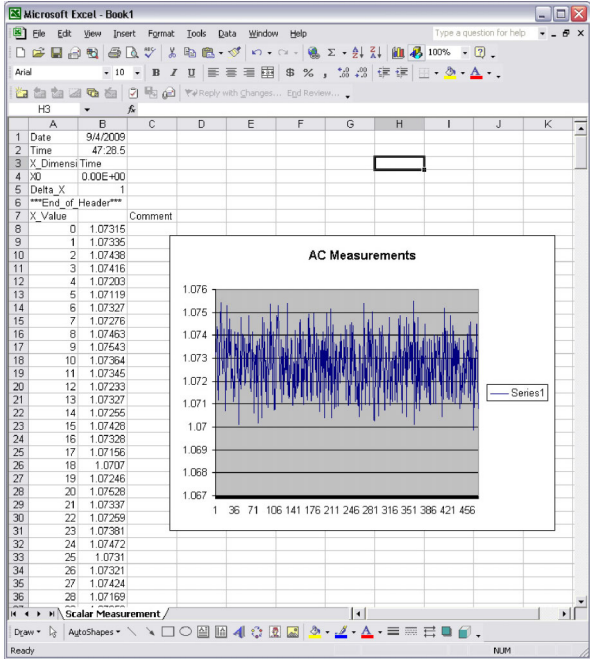 Microsoft Excel - Book1
File Edit View Insert Format Tools Data Window Help Type a question for help
100%
Arial 10 B I U $ % ,
Reply with Changes... End Review...
H3 fx
A B C D E F G H I J K
1 Date 9/4/2009
2 Time 47:28.5
3 X_Dimensi Time
4 X0 0.00E+00
5 Delta_X 1
6 ***End_of_Header***
7 X_Value Comment
8 0 1.07315
9 1 1.07335
10 2 1.07438
11 3 1.07416
12 4 1.07203
13 5 1.07119
14 6 1.07327
15 7 1.07276
16 8 1.07463
17 9 1.07543
18 10 1.07364
19 11 1.07345
20 12 1.07233
21 13 1.07327
22 14 1.07255
23 15 1.07428
24 16 1.07328
25 17 1.07156
26 18 1.0707
27 19 1.07246
28 20 1.07528
29 21 1.07337
30 22 1.07259
31 23 1.07381
32 24 1.07472
33 25 1.0731
34 26 1.07321
35 27 1.07424
36 28 1.07169
AC Measurements
1.076
1.075
1.074
1.073
1.072
1.071
1.07
1.069
1.068
1.067
1 36 71 106 141 176 211 246 281 316 351 386 421 456
Series1
Scalar Measurement
Draw AutoShapes
Ready NUM